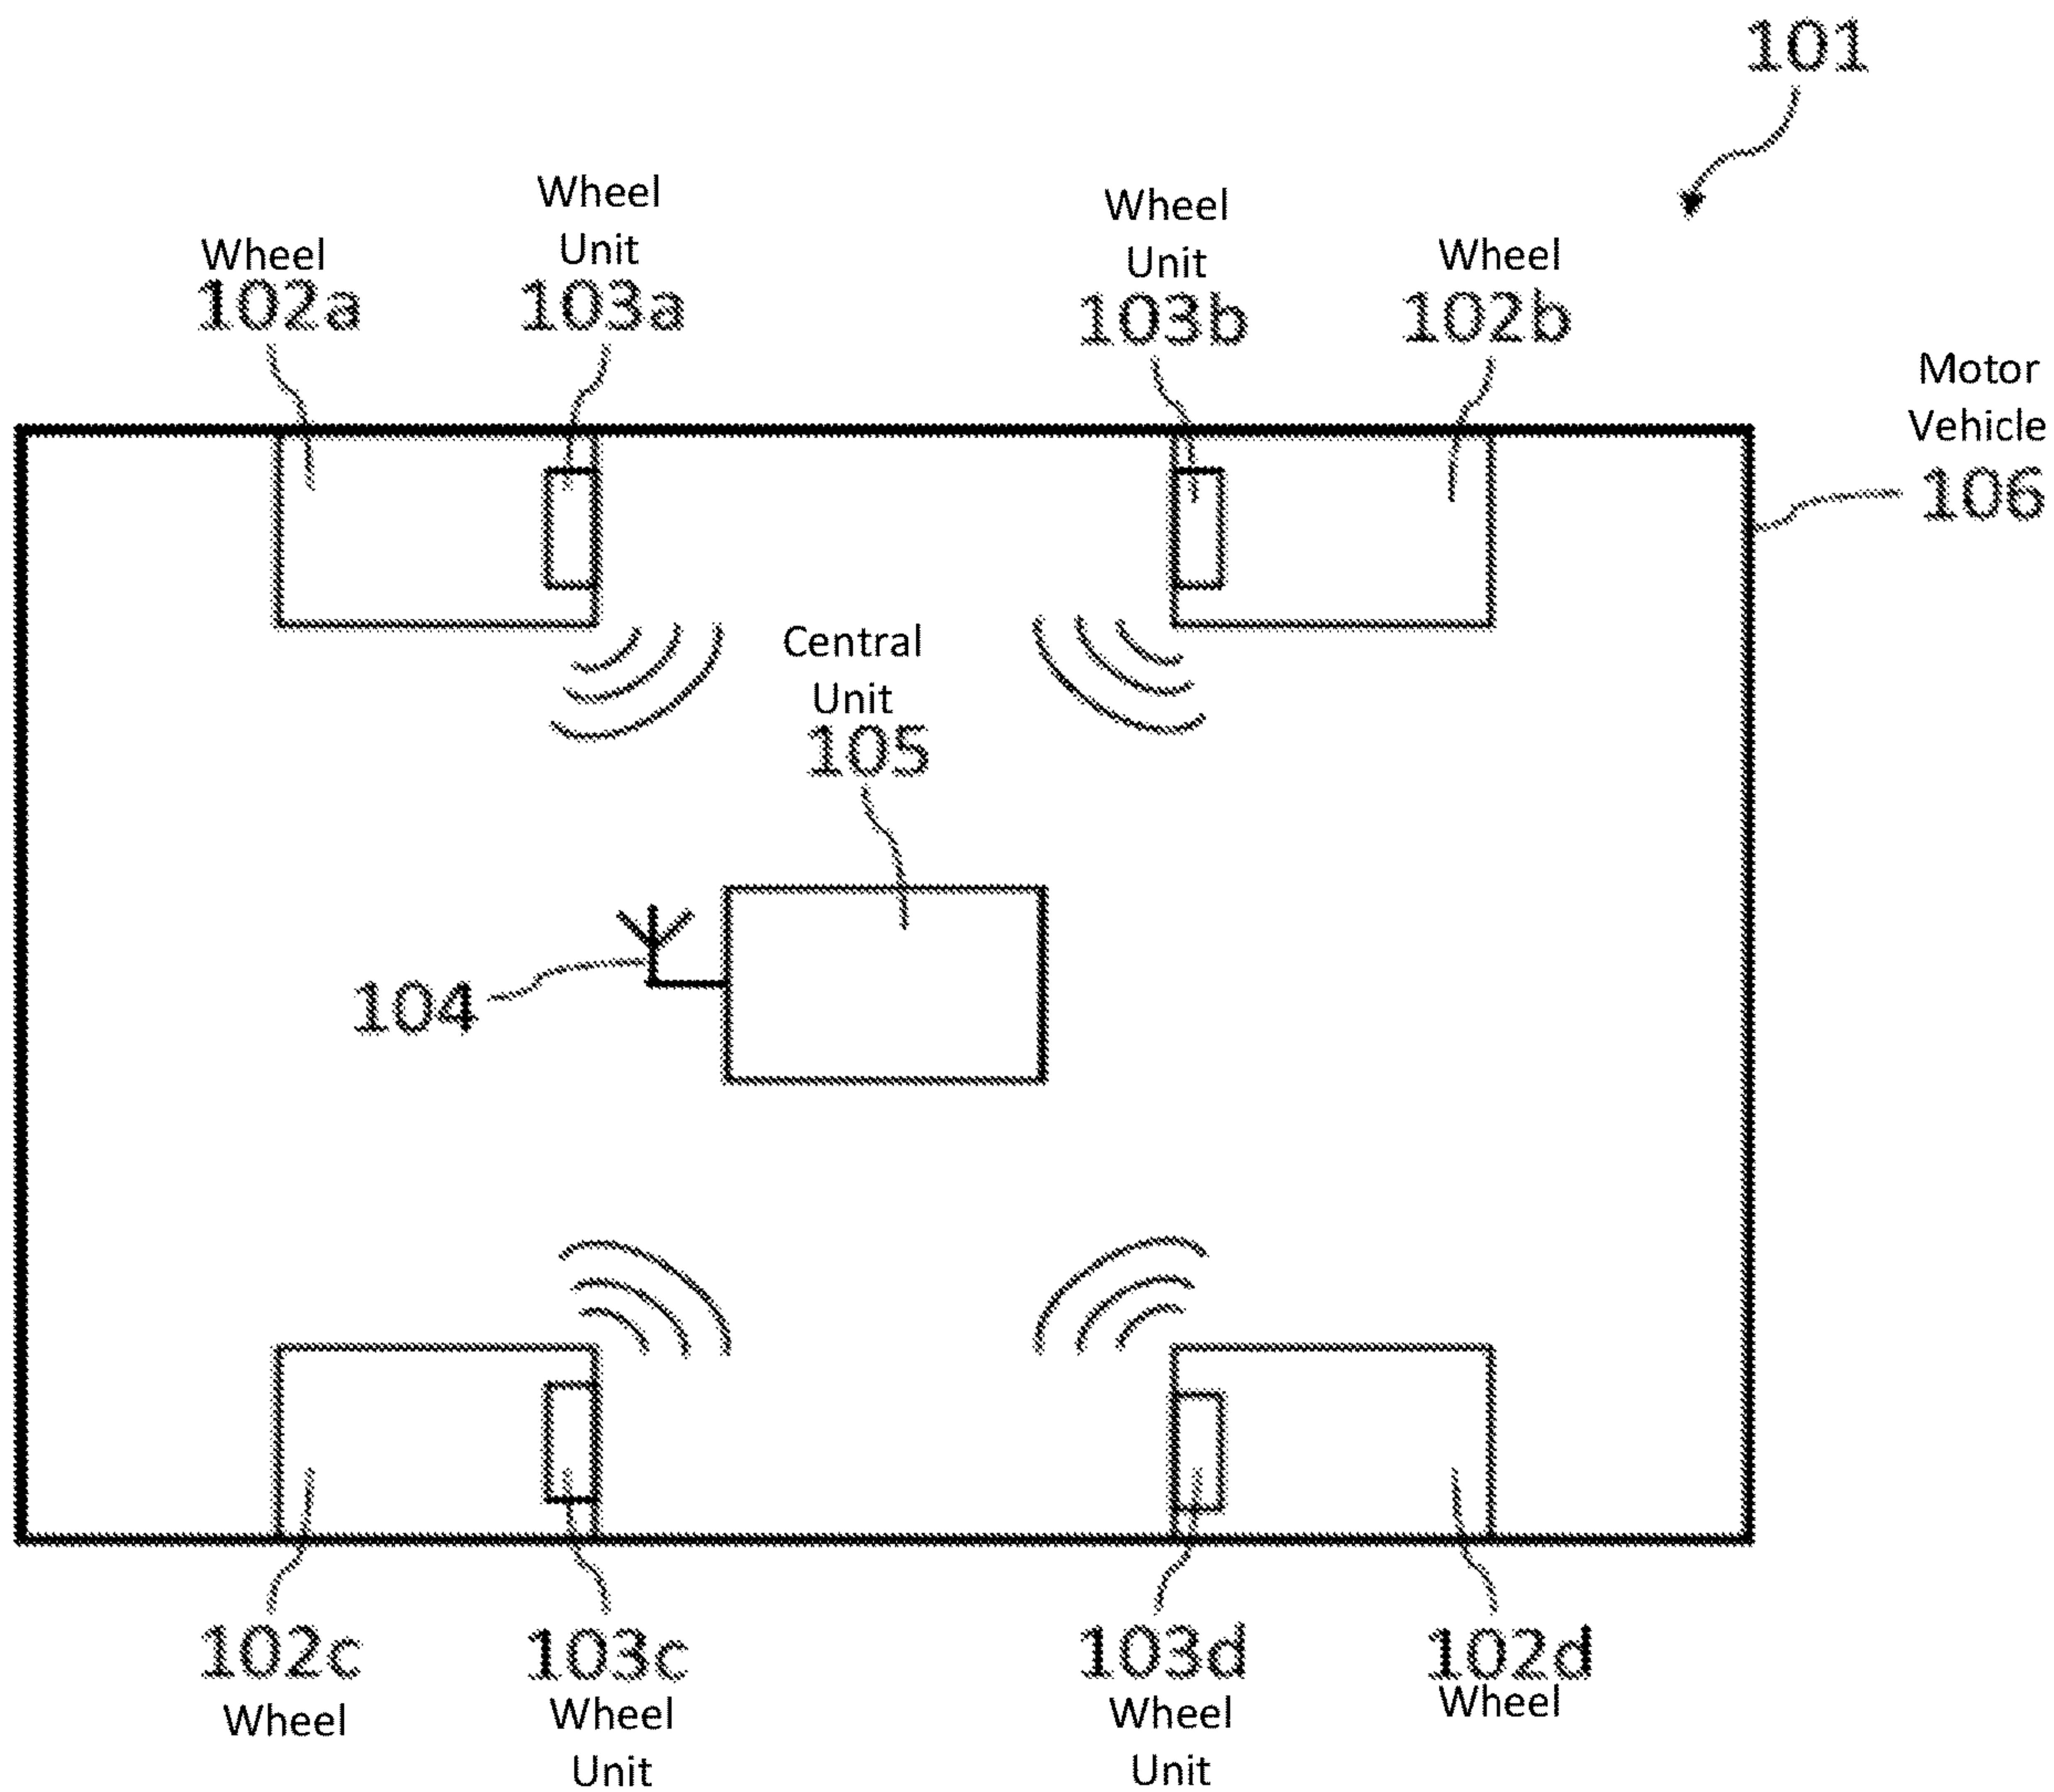 101
Wheel
Unit
103a
Wheel
Unit
103b
Wheel
102a
Wheel
102b
Motor
Vehicle
106
Central
Unit
105
104
102c
Wheel
103c
Wheel
Unit
103d
Wheel
Unit
102d
Wheel